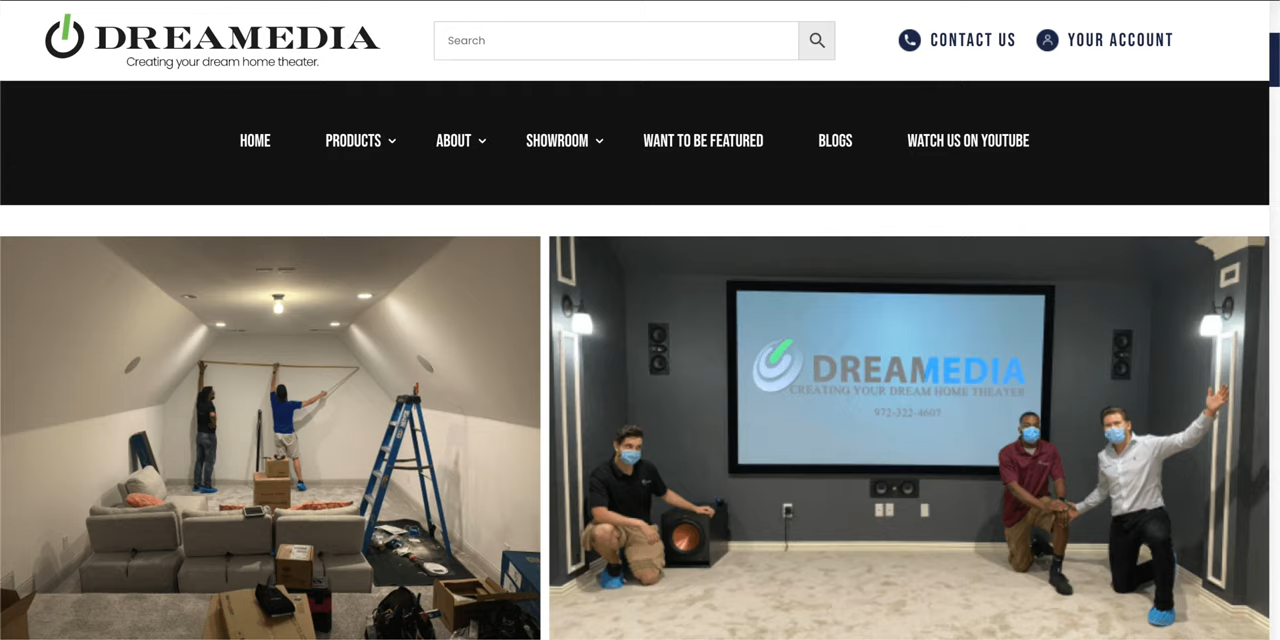 DREAMEDIA
Creating your dream home theater.
Search
CONTACT US
YOUR ACCOUNT
HOME
PRODUCTS
ABOUT
SHOWROOM
WANT TO BE FEATURED
BLOGS
WATCH US ON YOUTUBE
DREAMEDIA
CREATING YOUR DREAM HOME THEATER
972-322-4607